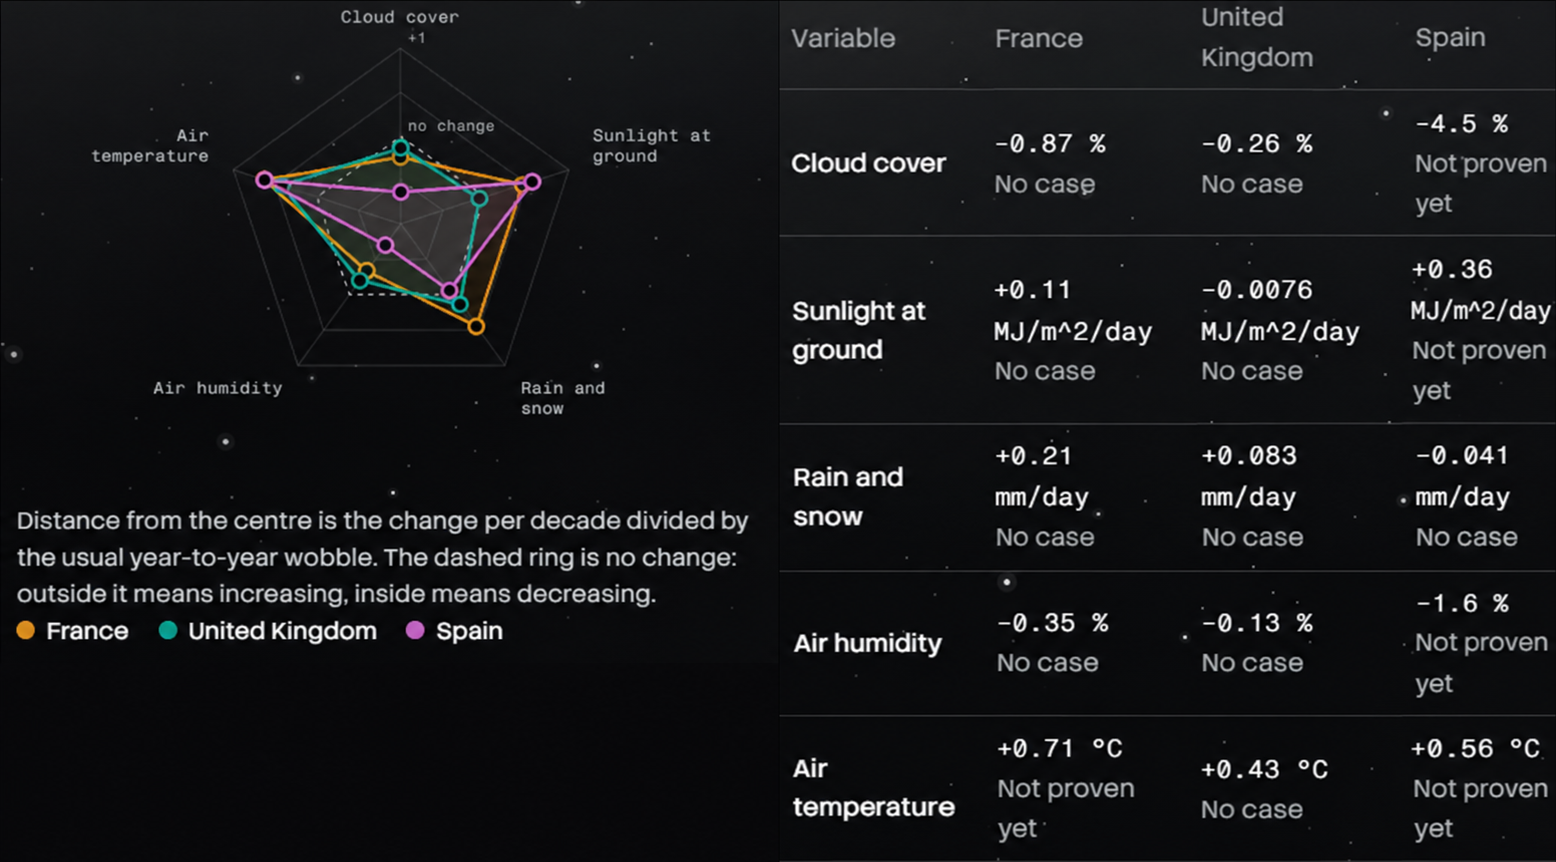 Cloud cover
+1
no change
Air
temperature
Sunlight at
ground
Air humidity
Rain and
snow
Distance from the centre is the change per decade divided by
the usual year-to-year wobble. The dashed ring is no change:
outside it means increasing, inside means decreasing.
France United Kingdom Spain
Variable France United
Kingdom Spain
Cloud cover
-0.87 %
No case
-0.26 %
No case
-4.5 %
Not proven
yet
Sunlight at
ground
+0.11
MJ/m^2/day
No case
-0.0076
MJ/m^2/day
No case
+0.36
MJ/m^2/day
Not proven
yet
Rain and
snow
+0.21
mm/day
No case
+0.083
mm/day
No case
-0.041
mm/day
No case
Air humidity
-0.35 %
No case
-0.13 %
No case
-1.6 %
Not proven
yet
Air
temperature
+0.71 °C
Not proven
yet
+0.43 °C
No case
+0.56 °C
Not proven
yet